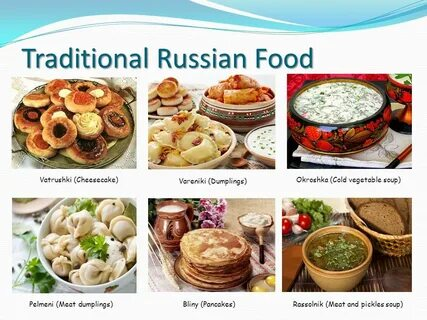 Traditional Russian Food
Vatrushki (Cheesecake)
Vareniki (Dumplings)
Okroshka (Cold vegetable soup)
Pelmeni (Meat dumplings)
Bliny (Pancakes)
Rassolnik (Meat and pickles soup)